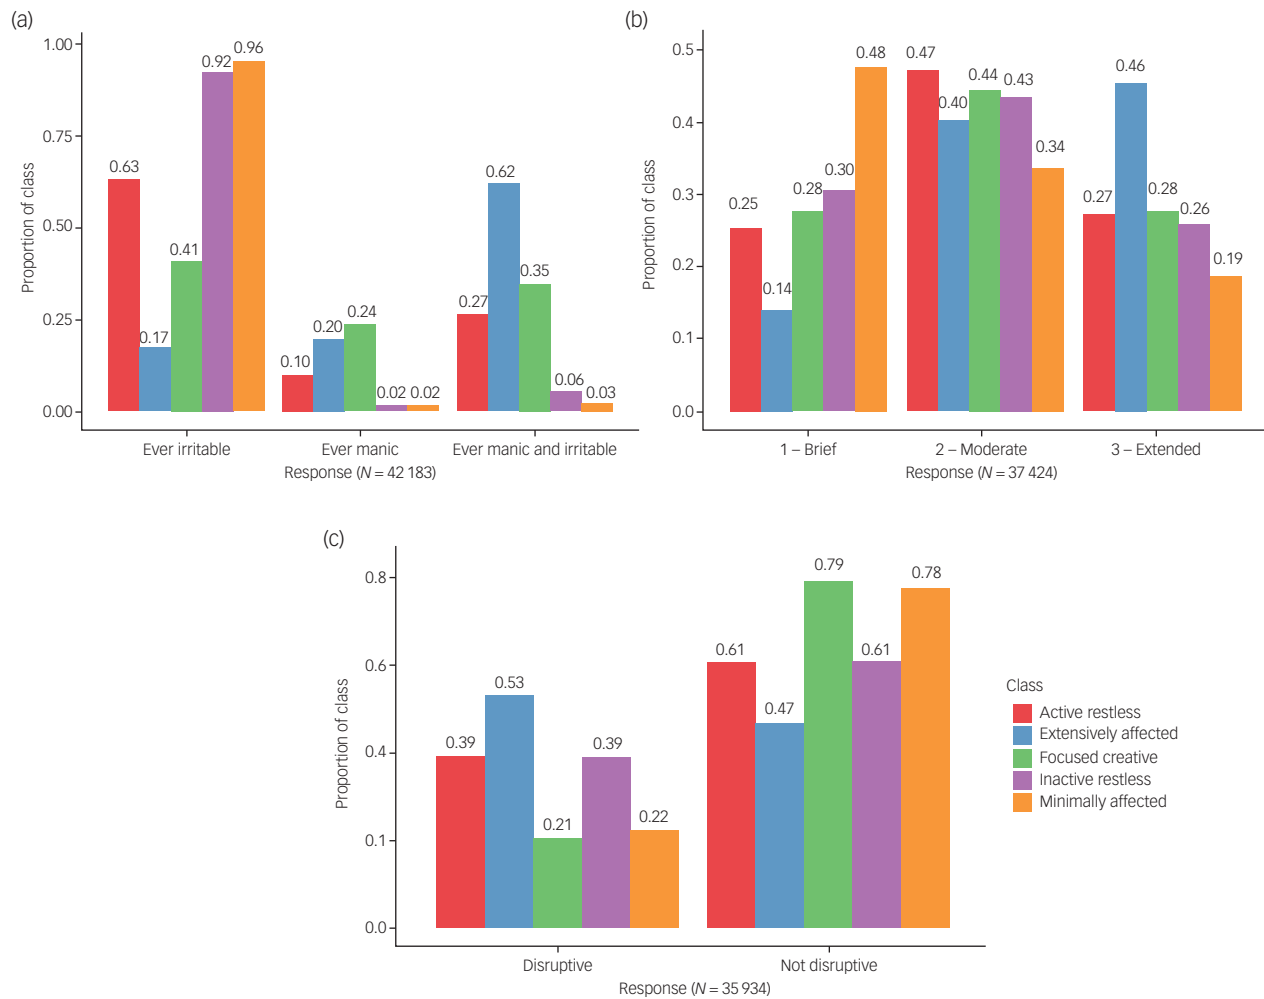 (a)
1.00
0.75
0.50
0.25
0.00
Proportion of class
0.63
0.17
0.41
0.92
0.96
0.10
0.20
0.24
0.02
0.02
0.27
0.62
0.35
0.06
0.03
Ever irritable
Ever manic
Ever manic and irritable
Response (N = 42 183)
(b)
0.5
0.4
0.3
0.2
0.1
0.0
Proportion of class
0.25
0.14
0.28
0.30
0.48
0.47
0.40
0.44
0.43
0.34
0.27
0.46
0.28
0.26
0.19
1 – Brief
2 – Moderate
3 – Extended
Response (N = 37 424)
(c)
0.8
0.6
0.4
0.1
0.0
Proportion of class
0.39
0.53
0.21
0.39
0.22
0.61
0.47
0.79
0.61
0.78
Disruptive
Not disruptive
Response (N = 35 934)
Class
Active restless
Extensively affected
Focused creative
Inactive restless
Minimally affected